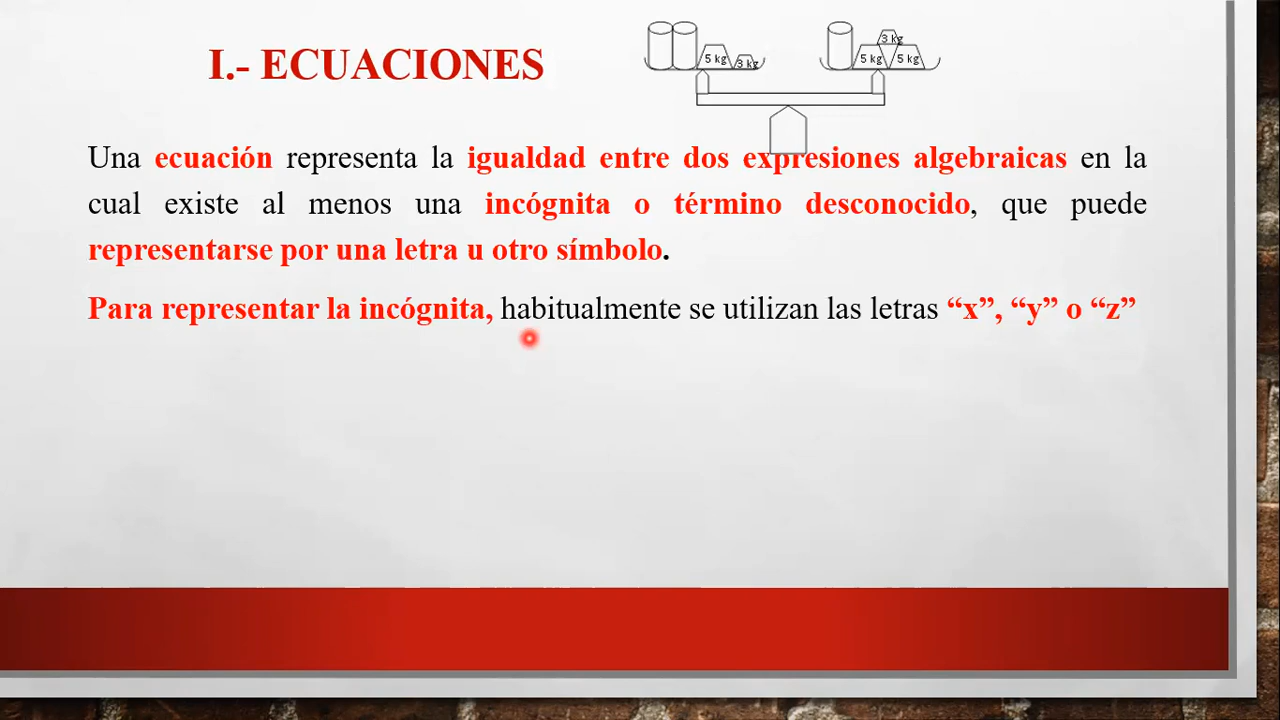 I.- ECUACIONES
5 kg 3 kg
3 kg
5 kg 5 kg
Una ecuación representa la igualdad entre dos expresiones algebraicas en la
cual existe al menos una incógnita o término desconocido, que puede
representarse por una letra u otro símbolo.
Para representar la incógnita, habitualmente se utilizan las letras “x”, “y” o “z”